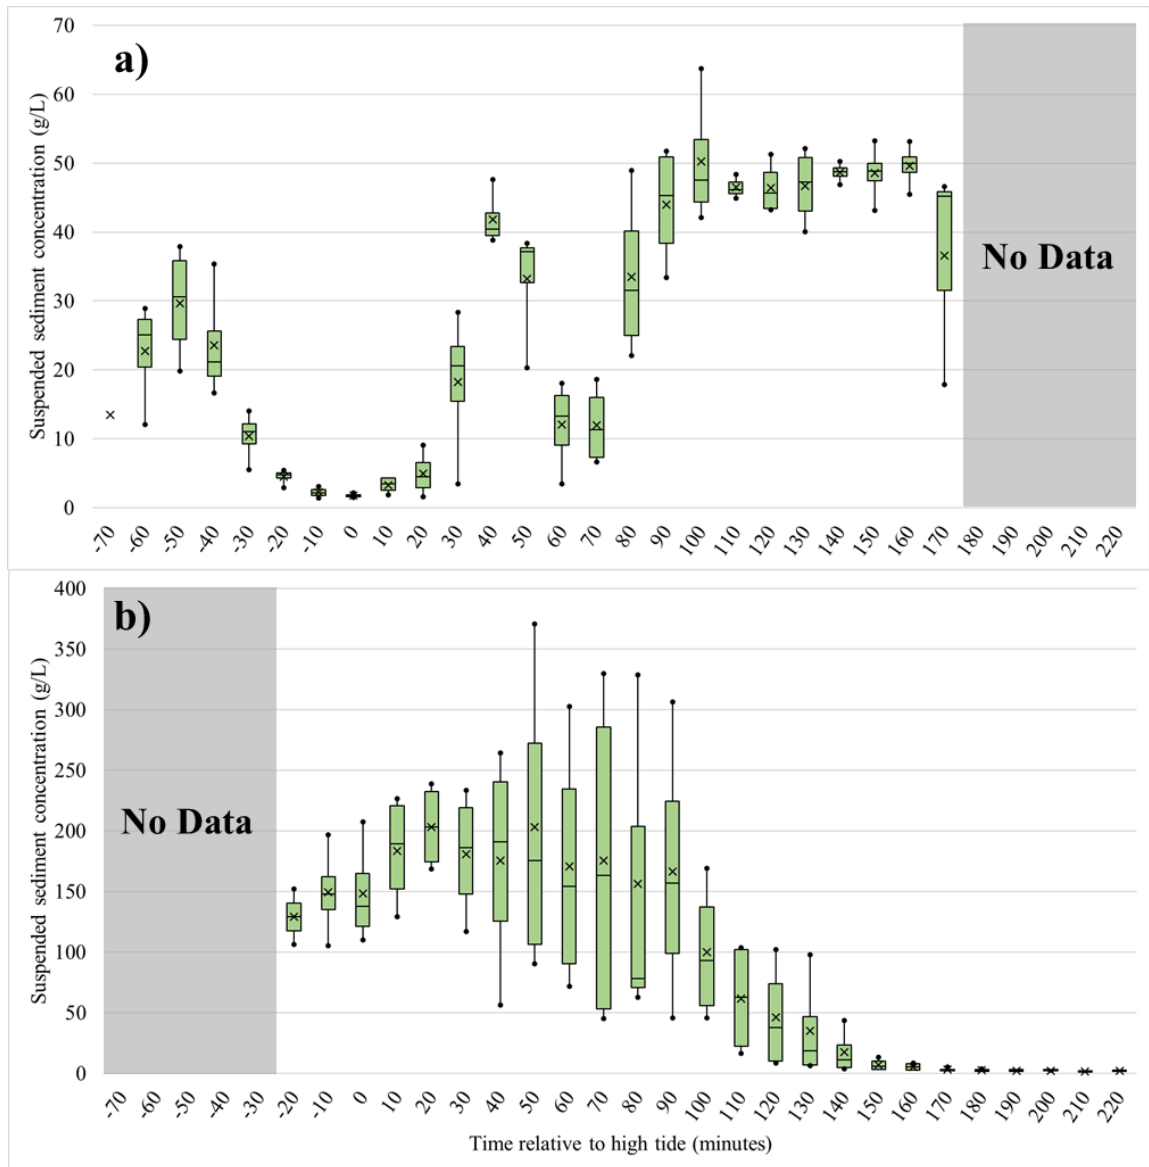 70
a)
60
50
40
30
20
10
0
Suspended sediment concentration (g/L)
No Data
-70 -60 -50 -40 -30 -20 -10 0 10 20 30 40 50 60 70 80 90 100 110 120 130 140 150 160 170 180 190 200 210 220
400
b)
350
300
250
200
150
100
50
0
Suspended sediment concentration (g/L)
No Data
-70 -60 -50 -40 -30 -20 -10 0 10 20 30 40 50 60 70 80 90 100 110 120 130 140 150 160 170 180 190 200 210 220
Time relative to high tide (minutes)